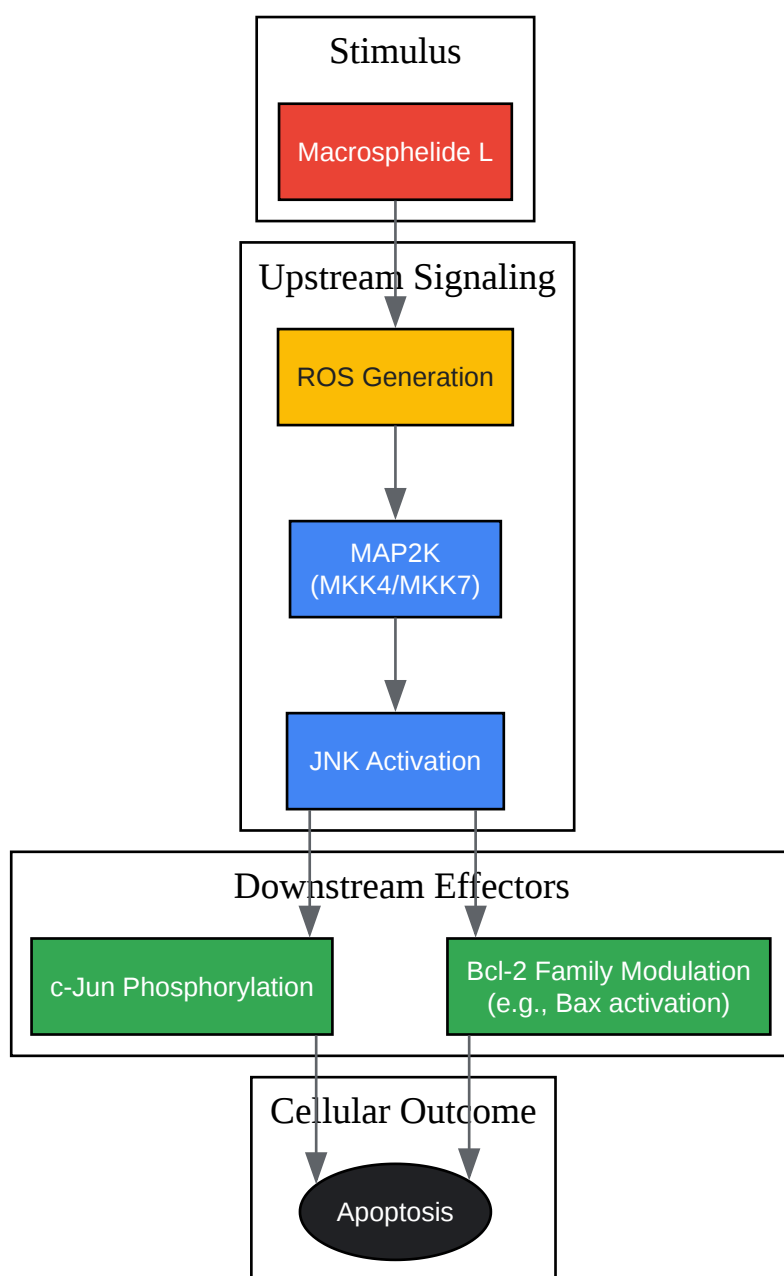 Stimulus
Macrosphelide L
Upstream Signaling
ROS Generation
MAP2K
(MKK4/MKK7)
JNK Activation
Downstream Effectors
c-Jun Phosphorylation
Bcl-2 Family Modulation
(e.g., Bax activation)
Cellular Outcome
Apoptosis